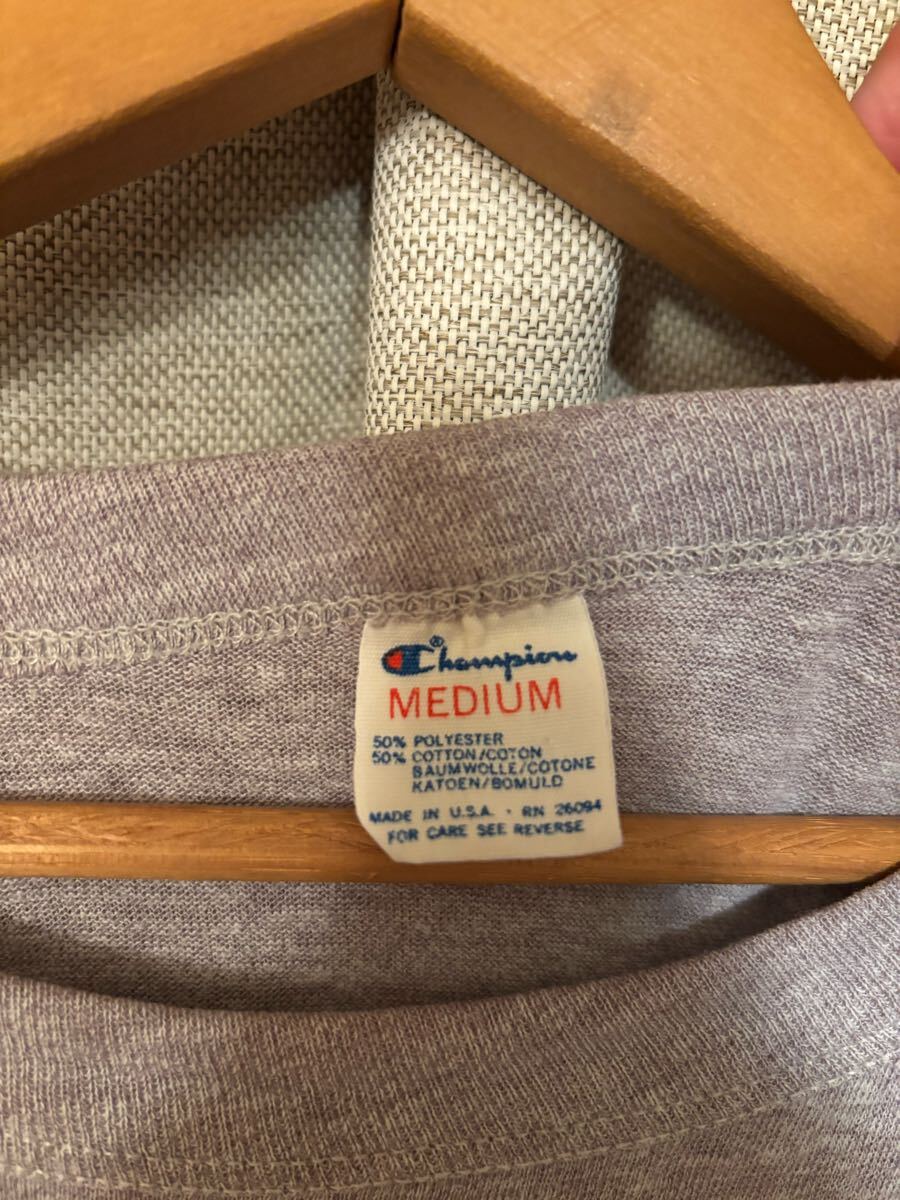 Champion®
MEDIUM
50% POLYESTER
50% COTTON/COTON
BAUMWOLLE/COTONE
KATOEN/BOMULD
MADE IN U.S.A. · RN 26094
FOR CARE SEE REVERSE